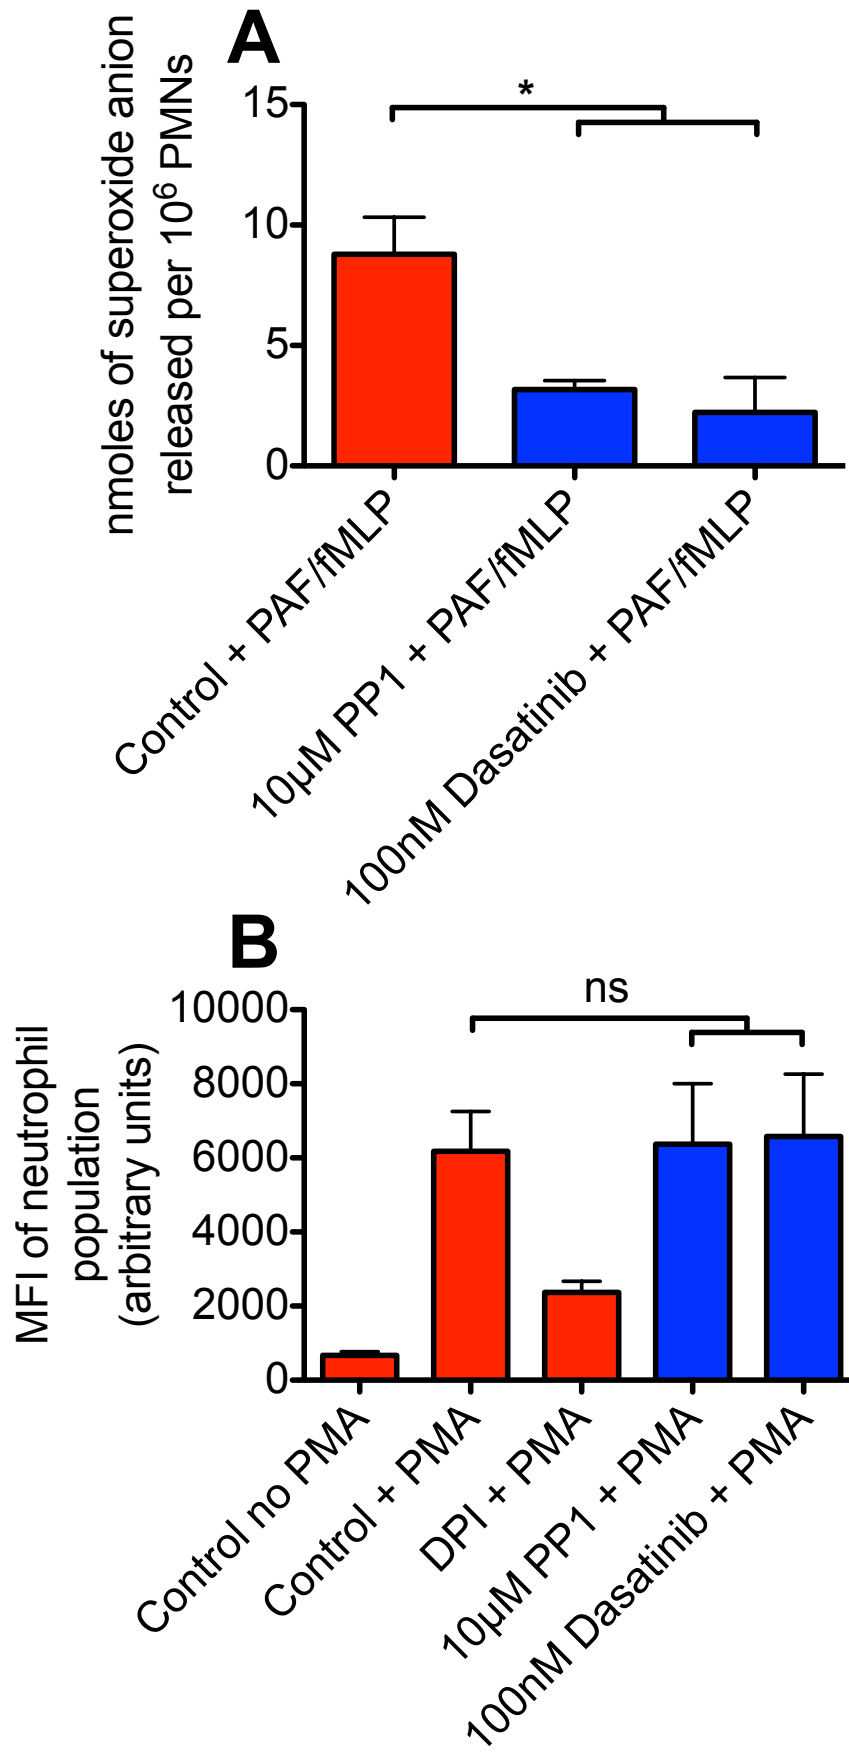 A
nmoles of superoxide anion
released per 10⁶ PMNs
*
15
10
5
0
Control + PAF/fMLP
10µM PP1 + PAF/fMLP
100nM Dasatinib + PAF/fMLP
B
MFI of neutrophil
population
(arbitrary units)
ns
10000
8000
6000
4000
2000
0
Control no PMA
Control + PMA
DPI + PMA
10µM PP1 + PMA
100nM Dasatinib + PMA